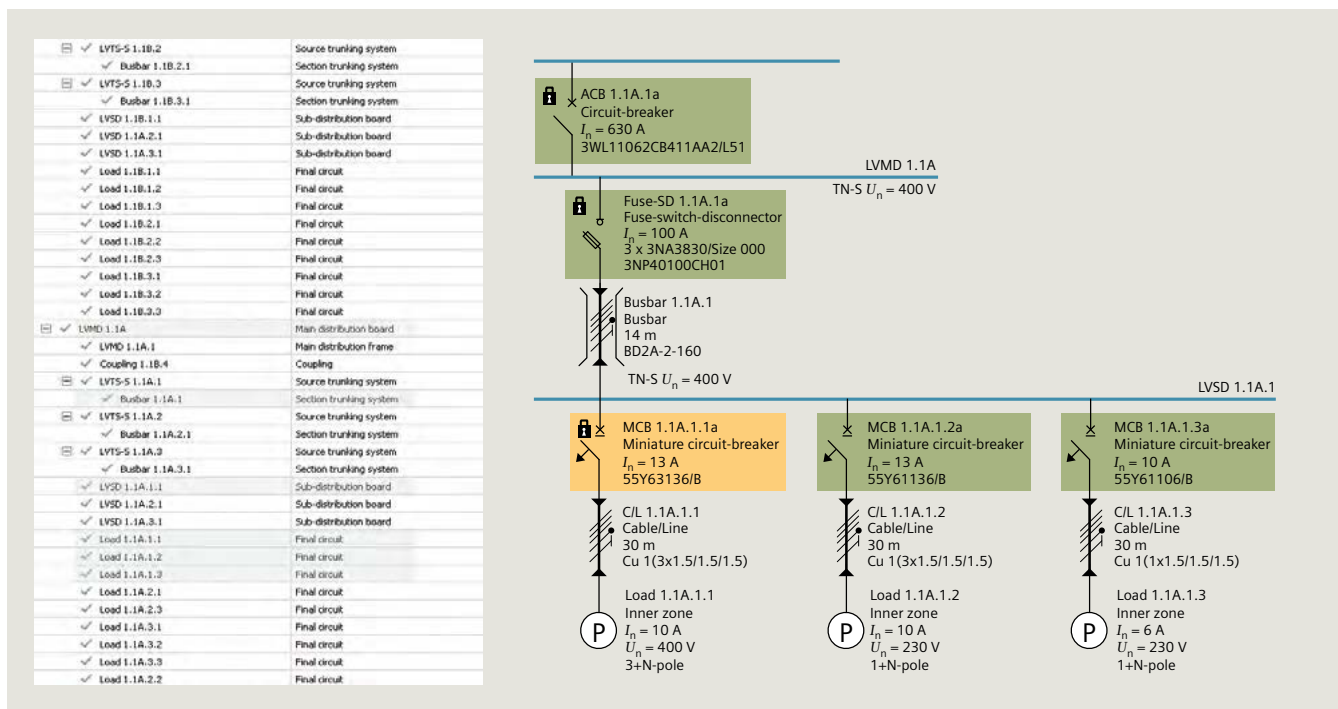 LVTS-S 1.1B.2 Source trunking system
Busbar 1.1B.2.1 Section trunking system
LVTS-S 1.1B.3 Source trunking system
Busbar 1.1B.3.1 Section trunking system
LVSD 1.1B.1.1 Sub-distribution board
LVSD 1.1A.2.1 Sub-distribution board
LVSD 1.1A.3.1 Sub-distribution board
Load 1.1B.1.1 Final circuit
Load 1.1B.1.2 Final circuit
Load 1.1B.1.3 Final circuit
Load 1.1B.2.1 Final circuit
Load 1.1B.2.2 Final circuit
Load 1.1B.2.3 Final circuit
Load 1.1B.3.1 Final circuit
Load 1.1B.3.2 Final circuit
Load 1.1B.3.3 Final circuit
LVMD 1.1A Main distribution board
LVMD 1.1A.1 Main distribution frame
Coupling 1.1B.4 Coupling
LVTS-S 1.1A.1 Source trunking system
Busbar 1.1A.1 Section trunking system
LVTS-S 1.1A.2 Source trunking system
Busbar 1.1A.2.1 Section trunking system
LVTS-S 1.1A.3 Source trunking system
Busbar 1.1A.3.1 Section trunking system
LVSD 1.1A.1.1 Sub-distribution board
LVSD 1.1A.2.1 Sub-distribution board
LVSD 1.1A.3.1 Sub-distribution board
Load 1.1A.1.1 Final circuit
Load 1.1A.1.2 Final circuit
Load 1.1A.1.3 Final circuit
Load 1.1A.2.1 Final circuit
Load 1.1A.2.3 Final circuit
Load 1.1A.3.1 Final circuit
Load 1.1A.3.2 Final circuit
Load 1.1A.3.3 Final circuit
Load 1.1A.2.2 Final circuit
ACB 1.1A.1a
Circuit-breaker
In = 630 A
3WL11062CB411AA2/L51
LVMD 1.1A
TN-S Un = 400 V
Fuse-SD 1.1A.1a
Fuse-switch-disconnector
In = 100 A
3 x 3NA3830/Size 000
3NP40100CH01
Busbar 1.1A.1
Busbar
14 m
BD2A-2-160
TN-S Un = 400 V
LVSD 1.1A.1
MCB 1.1A.1.1a
Miniature circuit-breaker
In = 13 A
55Y63136/B
C/L 1.1A.1.1
Cable/Line
30 m
Cu 1(3x1.5/1.5/1.5)
Load 1.1A.1.1
Inner zone
In = 10 A
Un = 400 V
3+N-pole
P
MCB 1.1A.1.2a
Miniature circuit-breaker
In = 13 A
55Y61136/B
C/L 1.1A.1.2
Cable/Line
30 m
Cu 1(3x1.5/1.5/1.5)
Load 1.1A.1.2
Inner zone
In = 10 A
Un = 230 V
1+N-pole
P
MCB 1.1A.1.3a
Miniature circuit-breaker
In = 10 A
55Y61106/B
C/L 1.1A.1.3
Cable/Line
30 m
Cu 1(1x1.5/1.5/1.5)
Load 1.1A.1.3
Inner zone
In = 6 A
Un = 230 V
1+N-pole
P